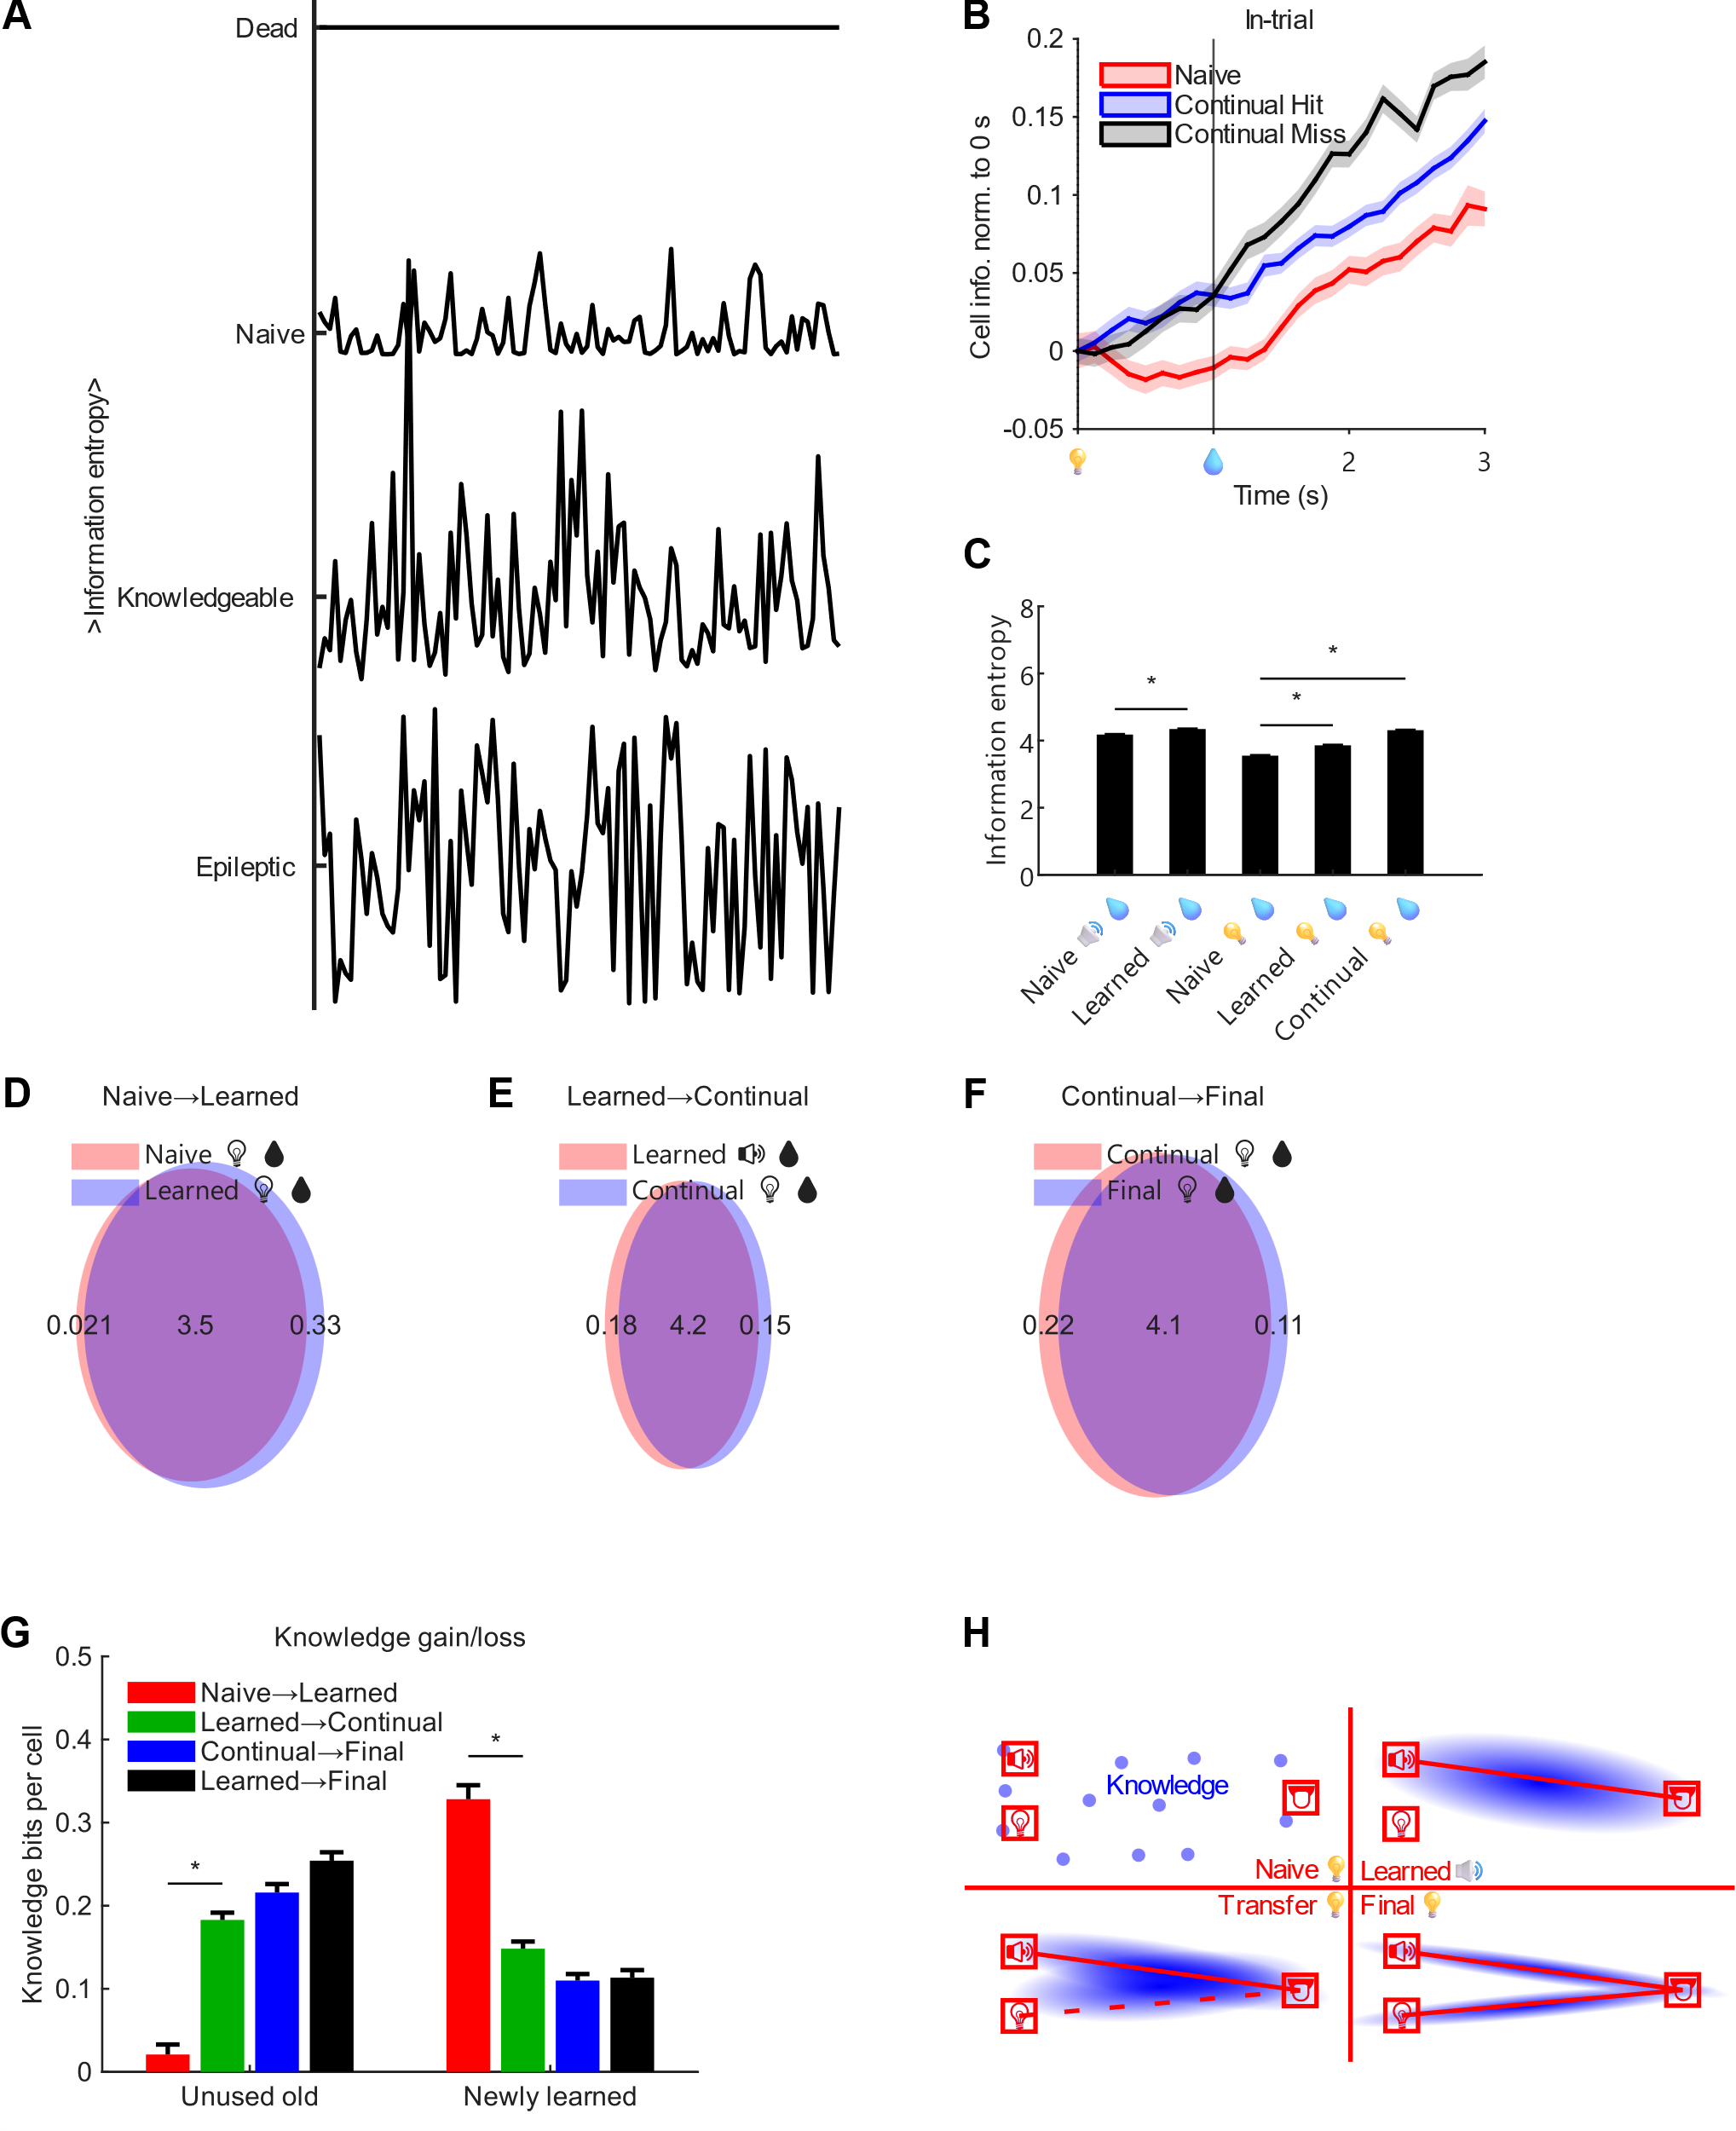 A
Dead
Naive
Knowledgeable
Epileptic
>Information entropy>
B
In-trial
Naive
Continual Hit
Continual Miss
0.2
0.15
0.1
0.05
0
-0.05
2
3
Cell info. norm. to 0 s
Time (s)
C
8
6
4
2
0
Information entropy
*
*
*
Naive
Learned
Naive
Learned
Continual
D
Naive→Learned
Naive
Learned
0.021
3.5
0.33
E
Learned→Continual
Learned
Continual
0.18
4.2
0.15
F
Continual→Final
Continual
Final
0.22
4.1
0.11
G
Knowledge gain/loss
0.5
0.4
0.3
0.2
0.1
0
Knowledge bits per cell
Naive→Learned
Learned→Continual
Continual→Final
Learned→Final
*
*
Unused old
Newly learned
H
Knowledge
Naive
Learned
Transfer
Final